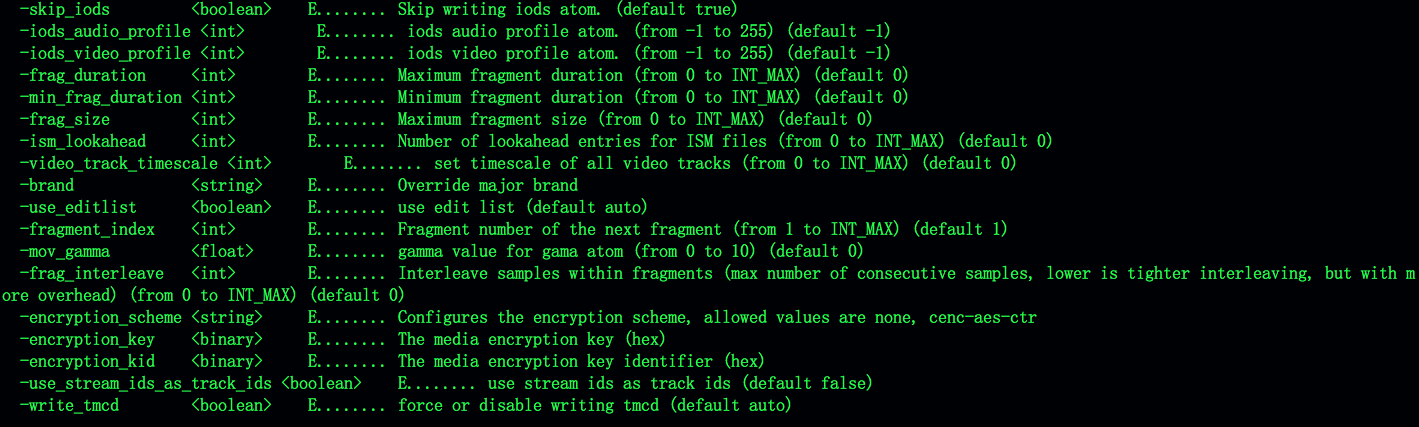 -skip_iods         <boolean>    E........ Skip writing iods atom. (default true)
-iods_audio_profile <int>        E........ iods audio profile atom. (from -1 to 255) (default -1)
-iods_video_profile <int>        E........ iods video profile atom. (from -1 to 255) (default -1)
-frag_duration     <int>        E........ Maximum fragment duration (from 0 to INT_MAX) (default 0)
-min_frag_duration <int>        E........ Minimum fragment duration (from 0 to INT_MAX) (default 0)
-frag_size         <int>        E........ Maximum fragment size (from 0 to INT_MAX) (default 0)
-ism_lookahead     <int>        E........ Number of lookahead entries for ISM files (from 0 to INT_MAX) (default 0)
-video_track_timescale <int>        E........ set timescale of all video tracks (from 0 to INT_MAX) (default 0)
-brand             <string>     E........ Override major brand
-use_editlist      <boolean>    E........ use edit list (default auto)
-fragment_index    <int>        E........ Fragment number of the next fragment (from 1 to INT_MAX) (default 1)
-mov_gamma         <float>      E........ gamma value for gama atom (from 0 to 10) (default 0)
-frag_interleave   <int>        E........ Interleave samples within fragments (max number of consecutive samples, lower is tighter interleaving, but with m
ore overhead) (from 0 to INT_MAX) (default 0)
-encryption_scheme <string>     E........ Configures the encryption scheme, allowed values are none, cenc-aes-ctr
-encryption_key    <binary>     E........ The media encryption key (hex)
-encryption_kid    <binary>     E........ The media encryption key identifier (hex)
-use_stream_ids_as_track_ids <boolean>    E........ use stream ids as track ids (default false)
-write_tmcd        <boolean>    E........ force or disable writing tmcd (default auto)